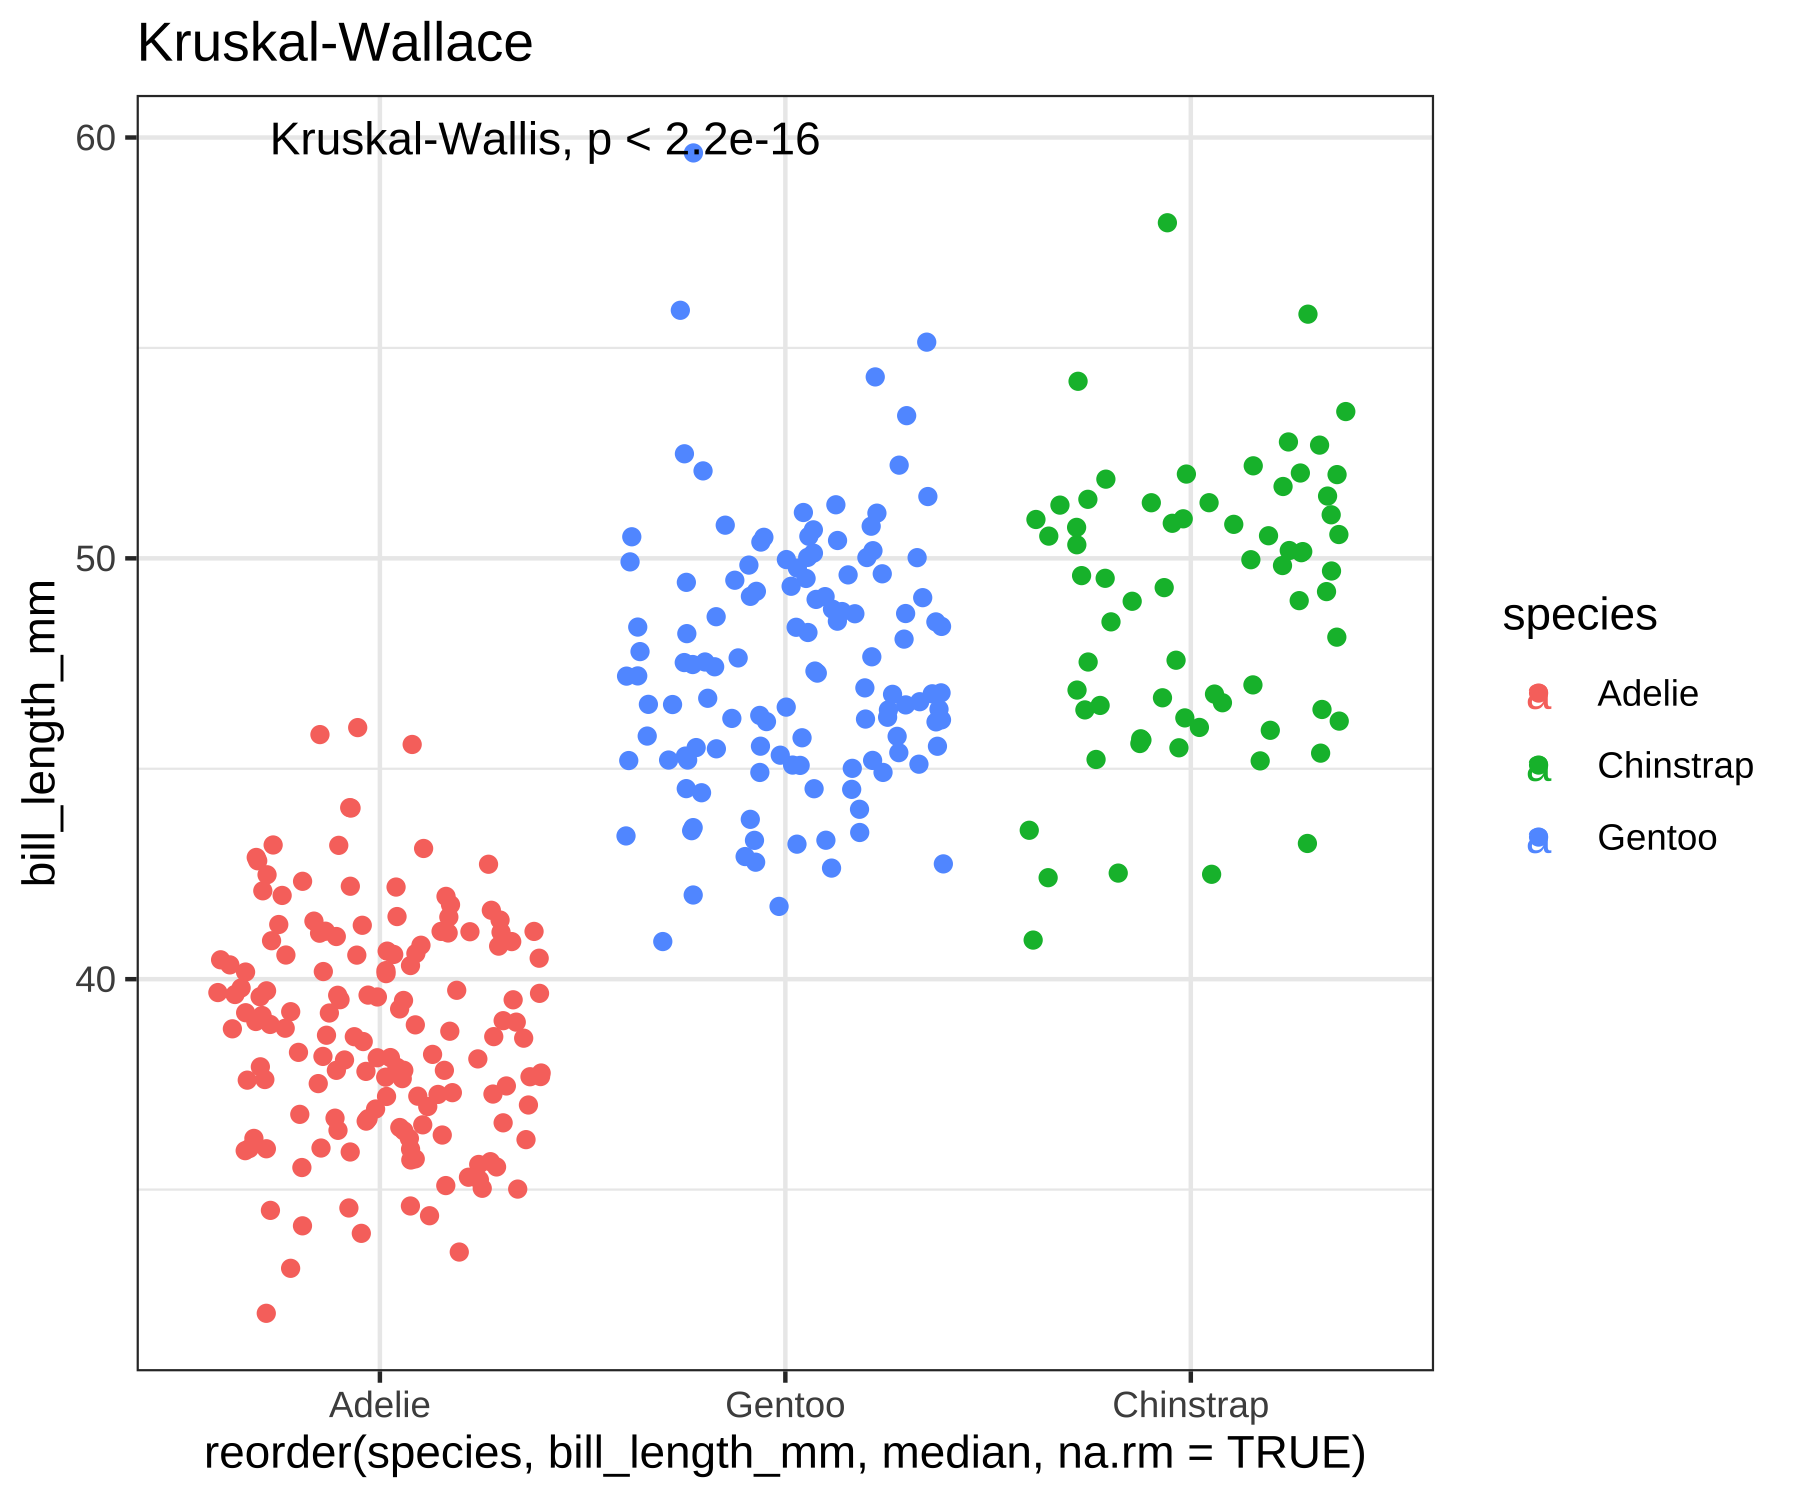 Kruskal-Wallace
Kruskal-Wallis, p < 2.2e-16
60
50
40
bill_length_mm
Adelie
Gentoo
Chinstrap
reorder(species, bill_length_mm, median, na.rm = TRUE)
species
a Adelie
a Chinstrap
a Gentoo